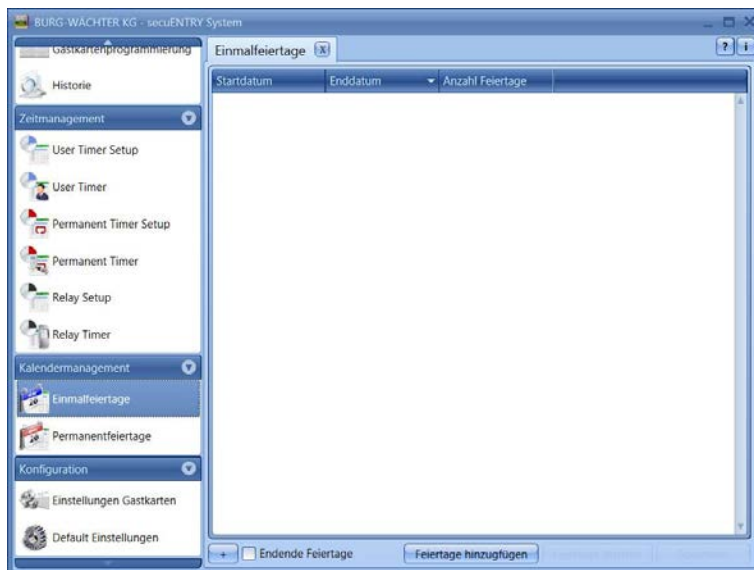 BURG-WÄCHTER KG - secuENTRY System
Gastkartenprogrammierung
Historie
Zeitmanagement
User Timer Setup
User Timer
Permanent Timer Setup
Permanent Timer
Relay Setup
Relay Timer
Kalendermanagement
Einmalfeiertage
Permanentfeiertage
Konfiguration
Einstellungen Gastkarten
Default Einstellungen
Einmalfeiertage x
? i
Startdatum Enddatum Anzahl Feiertage
+ Endende Feiertage Feiertage hinzugfügen